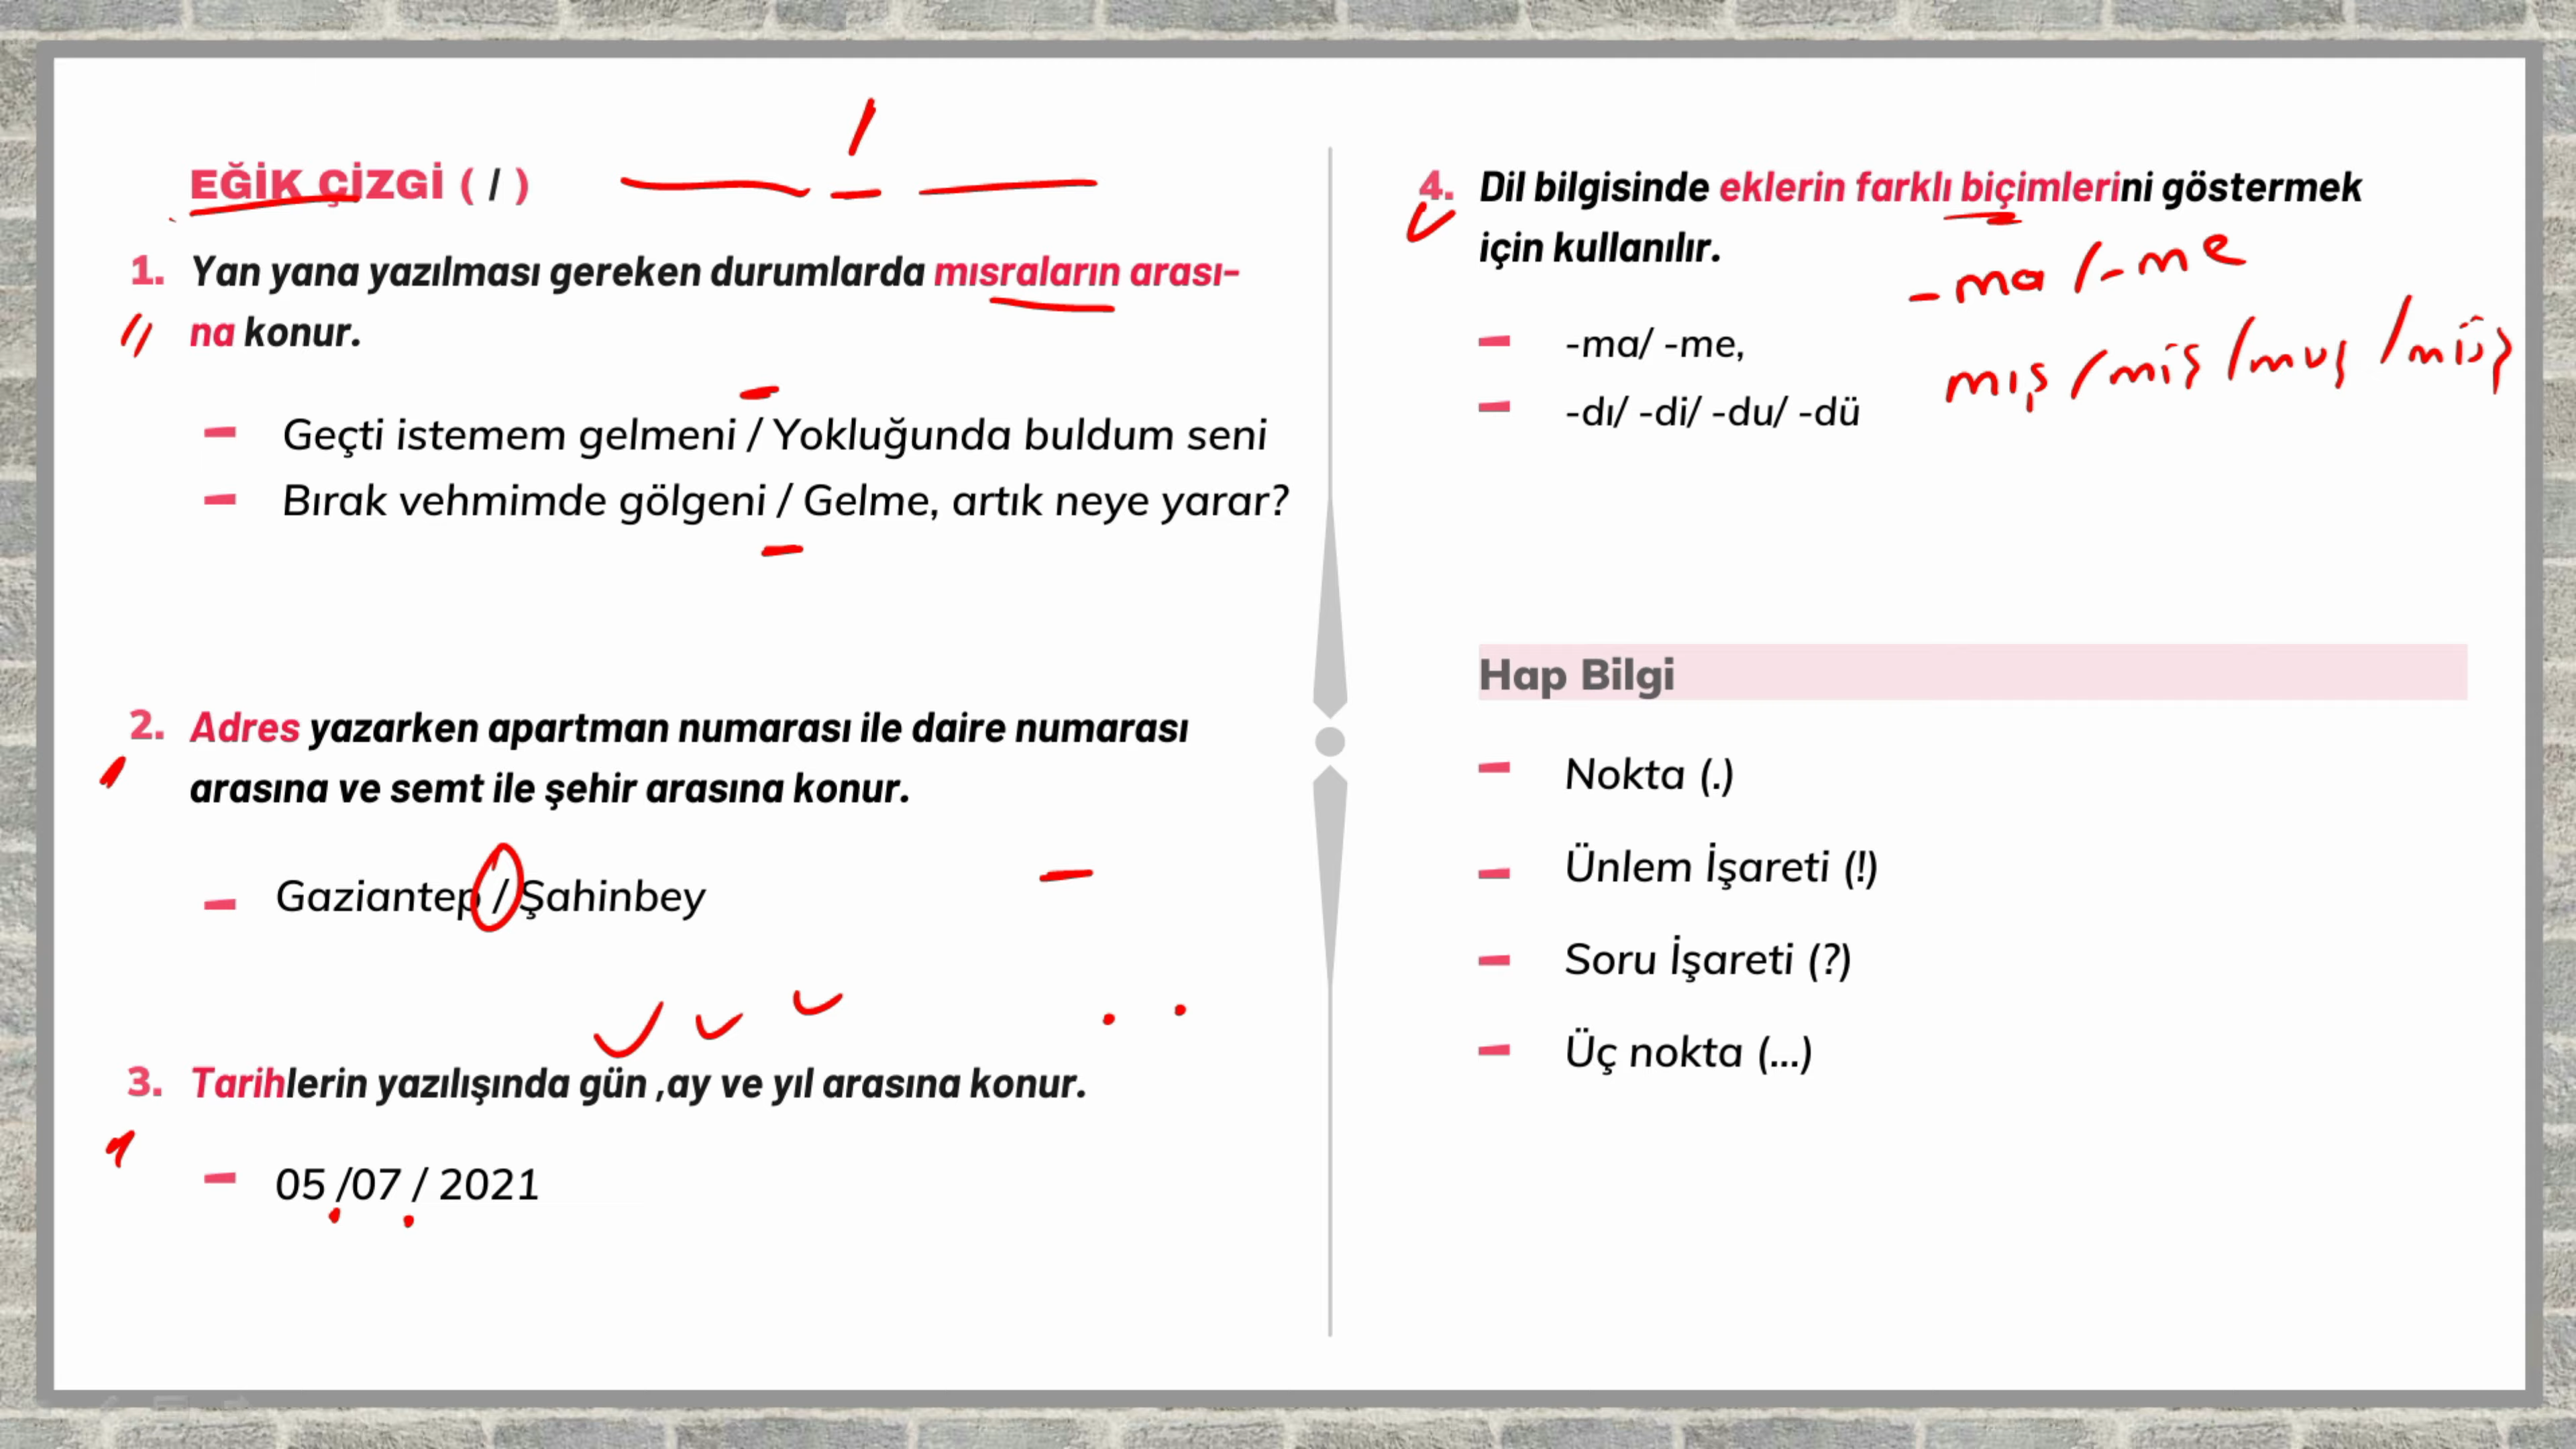 EĞİK ÇİZGİ ( / )
1. Yan yana yazılması gereken durumlarda mısraların arası-
na konur.
- Geçti istemem gelmeni / Yokluğunda buldum seni
- Bırak vehmimde gölgeni / Gelme, artık neye yarar?
2. Adres yazarken apartman numarası ile daire numarası
arasına ve semt ile şehir arasına konur.
- Gaziantep / Şahinbey
3. Tarihlerin yazılışında gün ,ay ve yıl arasına konur.
- 05 /07 / 2021
4. Dil bilgisinde eklerin farklı biçimlerini göstermek
için kullanılır.
-ma /-me
- -ma/ -me,
mış /miş /muş /müş
- -dı/ -di/ -du/ -dü
Hap Bilgi
- Nokta (.)
- Ünlem İşareti (!)
- Soru İşareti (?)
- Üç nokta (...)